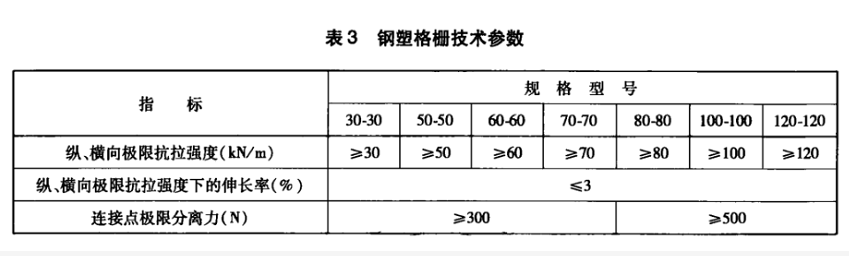 表3 钢塑格栅技术参数
指 标 规 格 型 号
30-30 50-50 60-60 70-70 80-80 100-100 120-120
纵、横向极限抗拉强度(kN/m) ≥30 ≥50 ≥60 ≥70 ≥80 ≥100 ≥120
纵、横向极限抗拉强度下的伸长率(%) ≤3
连接点极限分离力(N) ≥300 ≥500